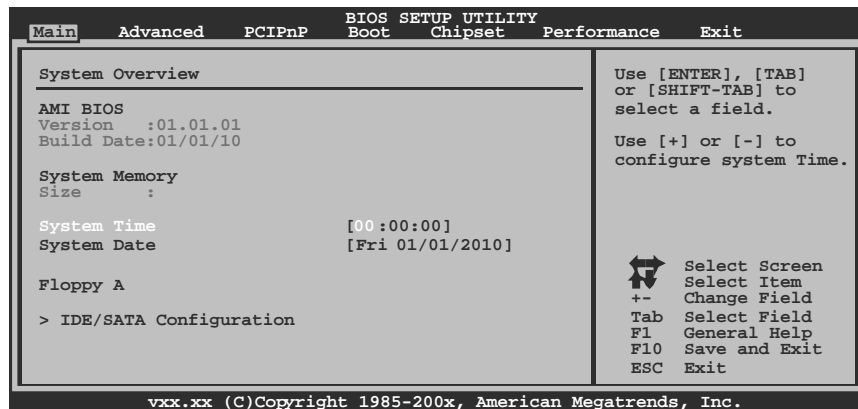 BIOS SETUP UTILITY
Main Advanced PCIPnP Boot Chipset Performance Exit
System Overview
AMI BIOS
Version :01.01.01
Build Date:01/01/10
System Memory
Size :
System Time [00:00:00]
System Date [Fri 01/01/2010]
Floppy A
> IDE/SATA Configuration
Use [ENTER], [TAB]
or [SHIFT-TAB] to
select a field.
Use [+] or [-] to
configure system Time.
Select Screen
Select Item
+- Change Field
Tab Select Field
F1 General Help
F10 Save and Exit
ESC Exit
vxx.xx (C)Copyright 1985-200x, American Megatrends, Inc.